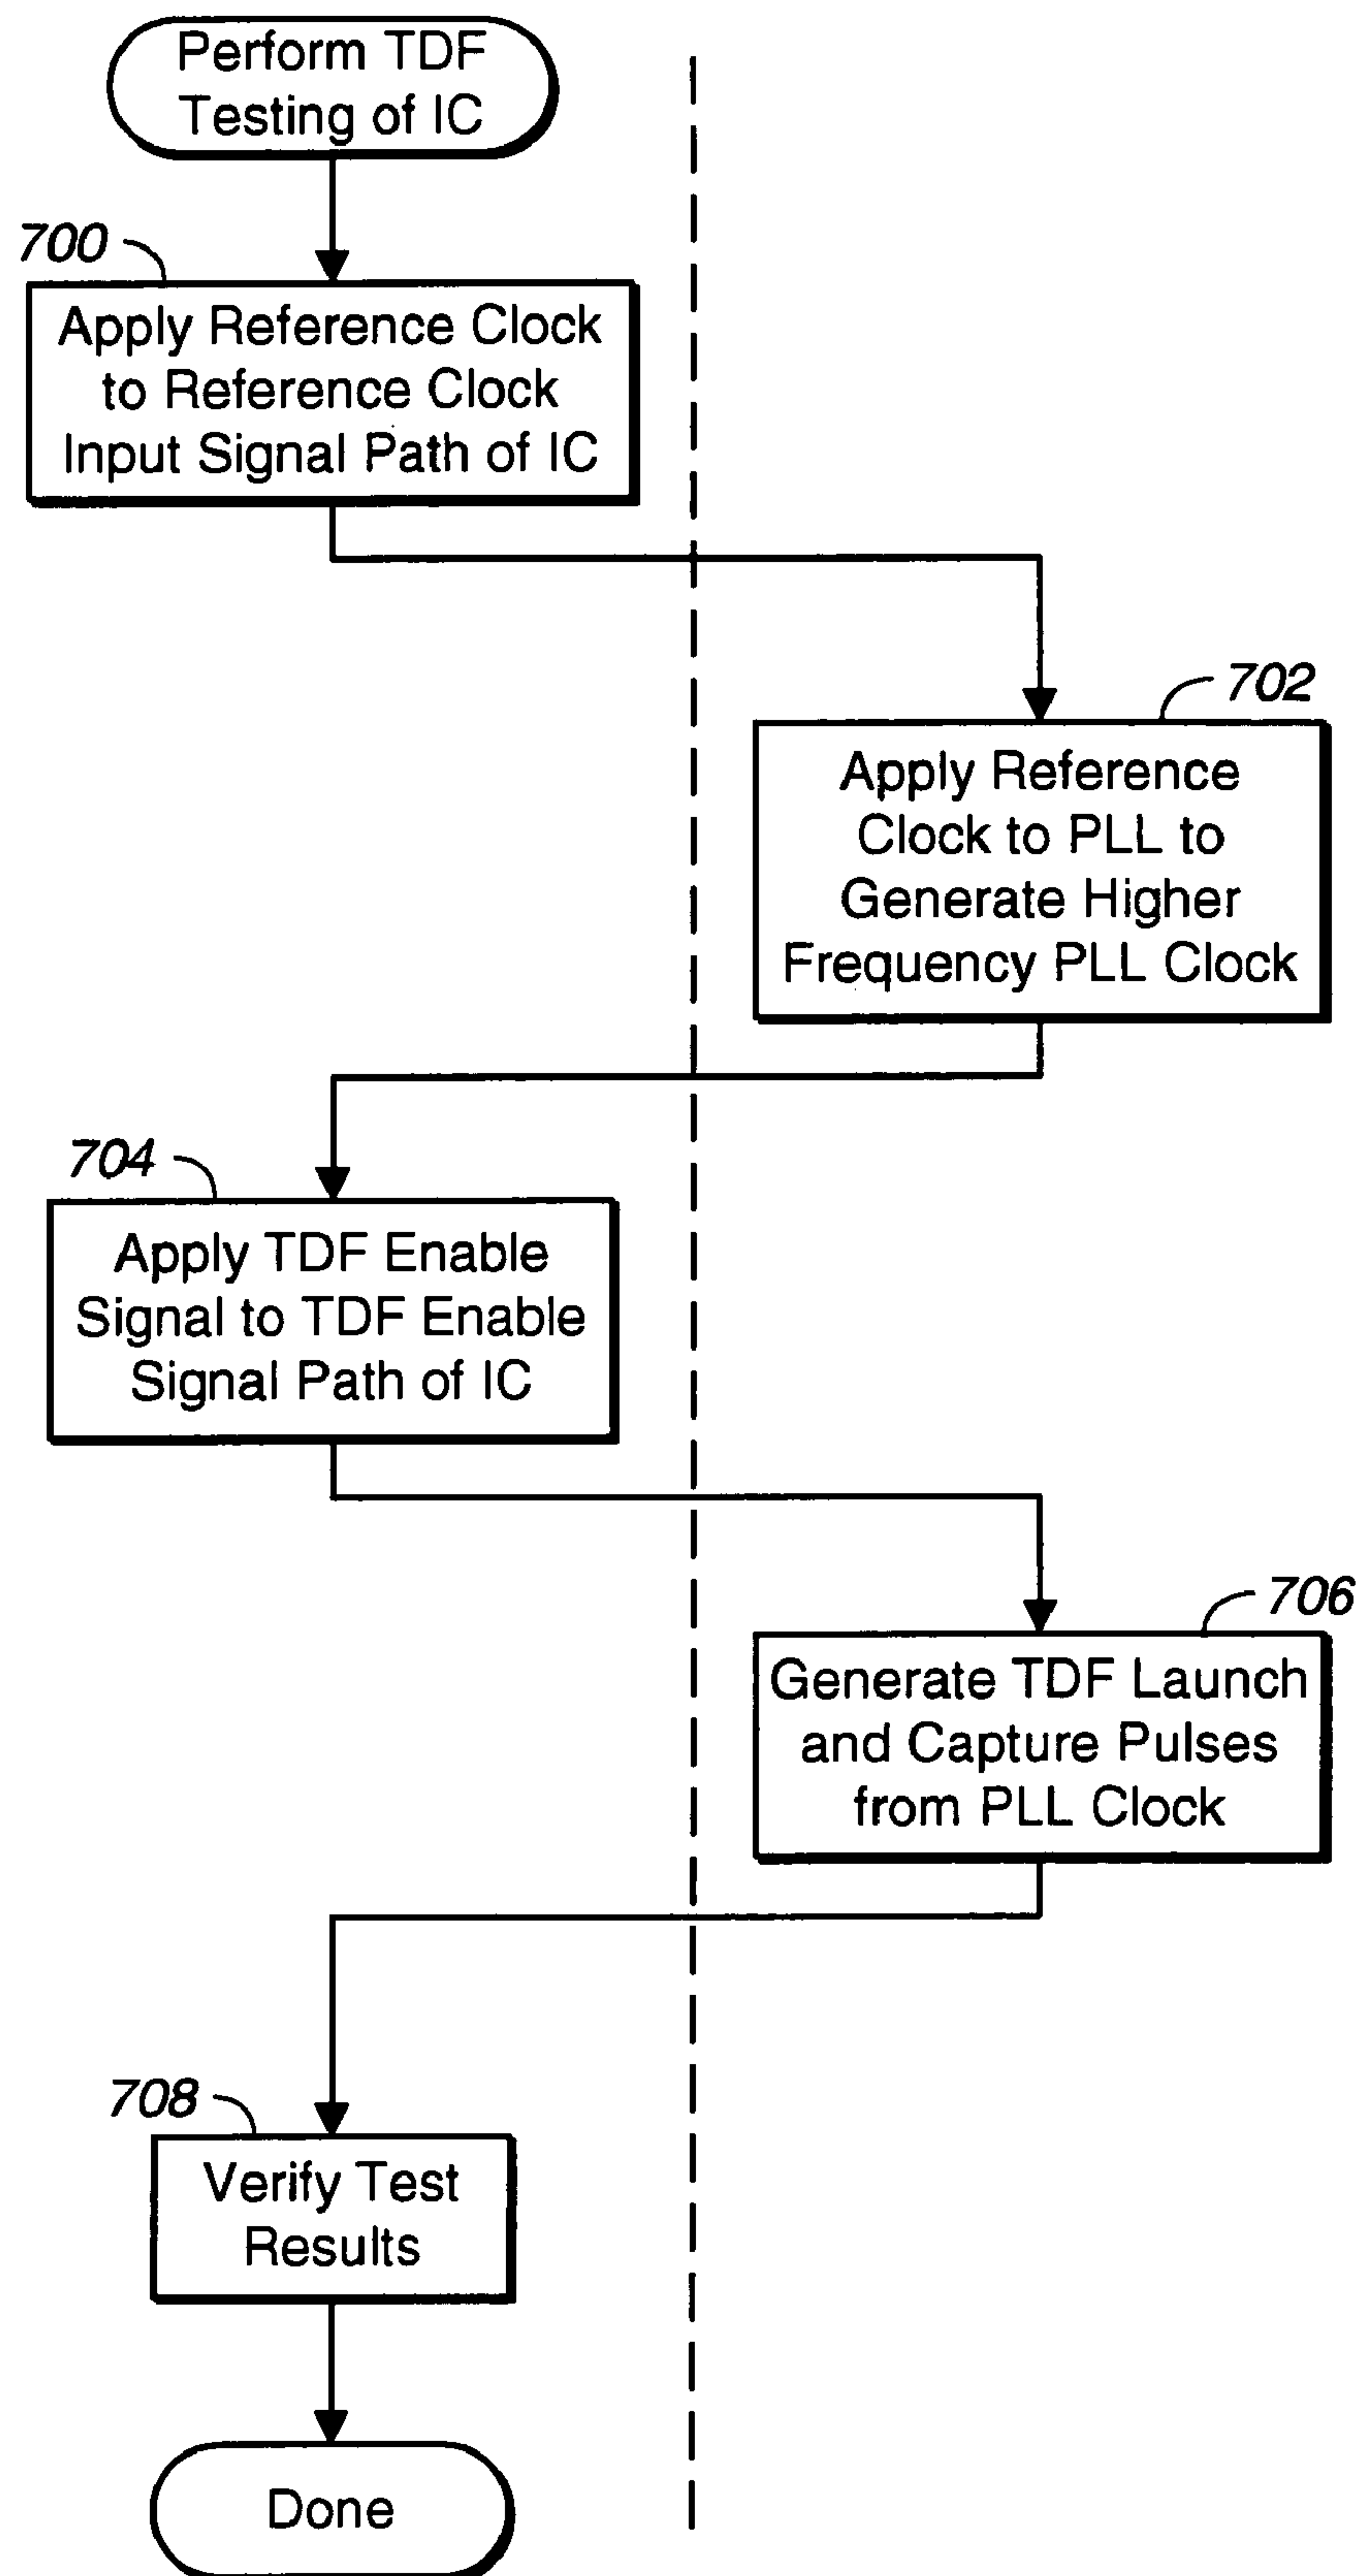 Perform TDF
Testing of IC
700
Apply Reference Clock
to Reference Clock
Input Signal Path of IC
702
Apply Reference
Clock to PLL to
Generate Higher
Frequency PLL Clock
704
Apply TDF Enable
Signal to TDF Enable
Signal Path of IC
706
Generate TDF Launch
and Capture Pulses
from PLL Clock
708
Verify Test
Results
Done